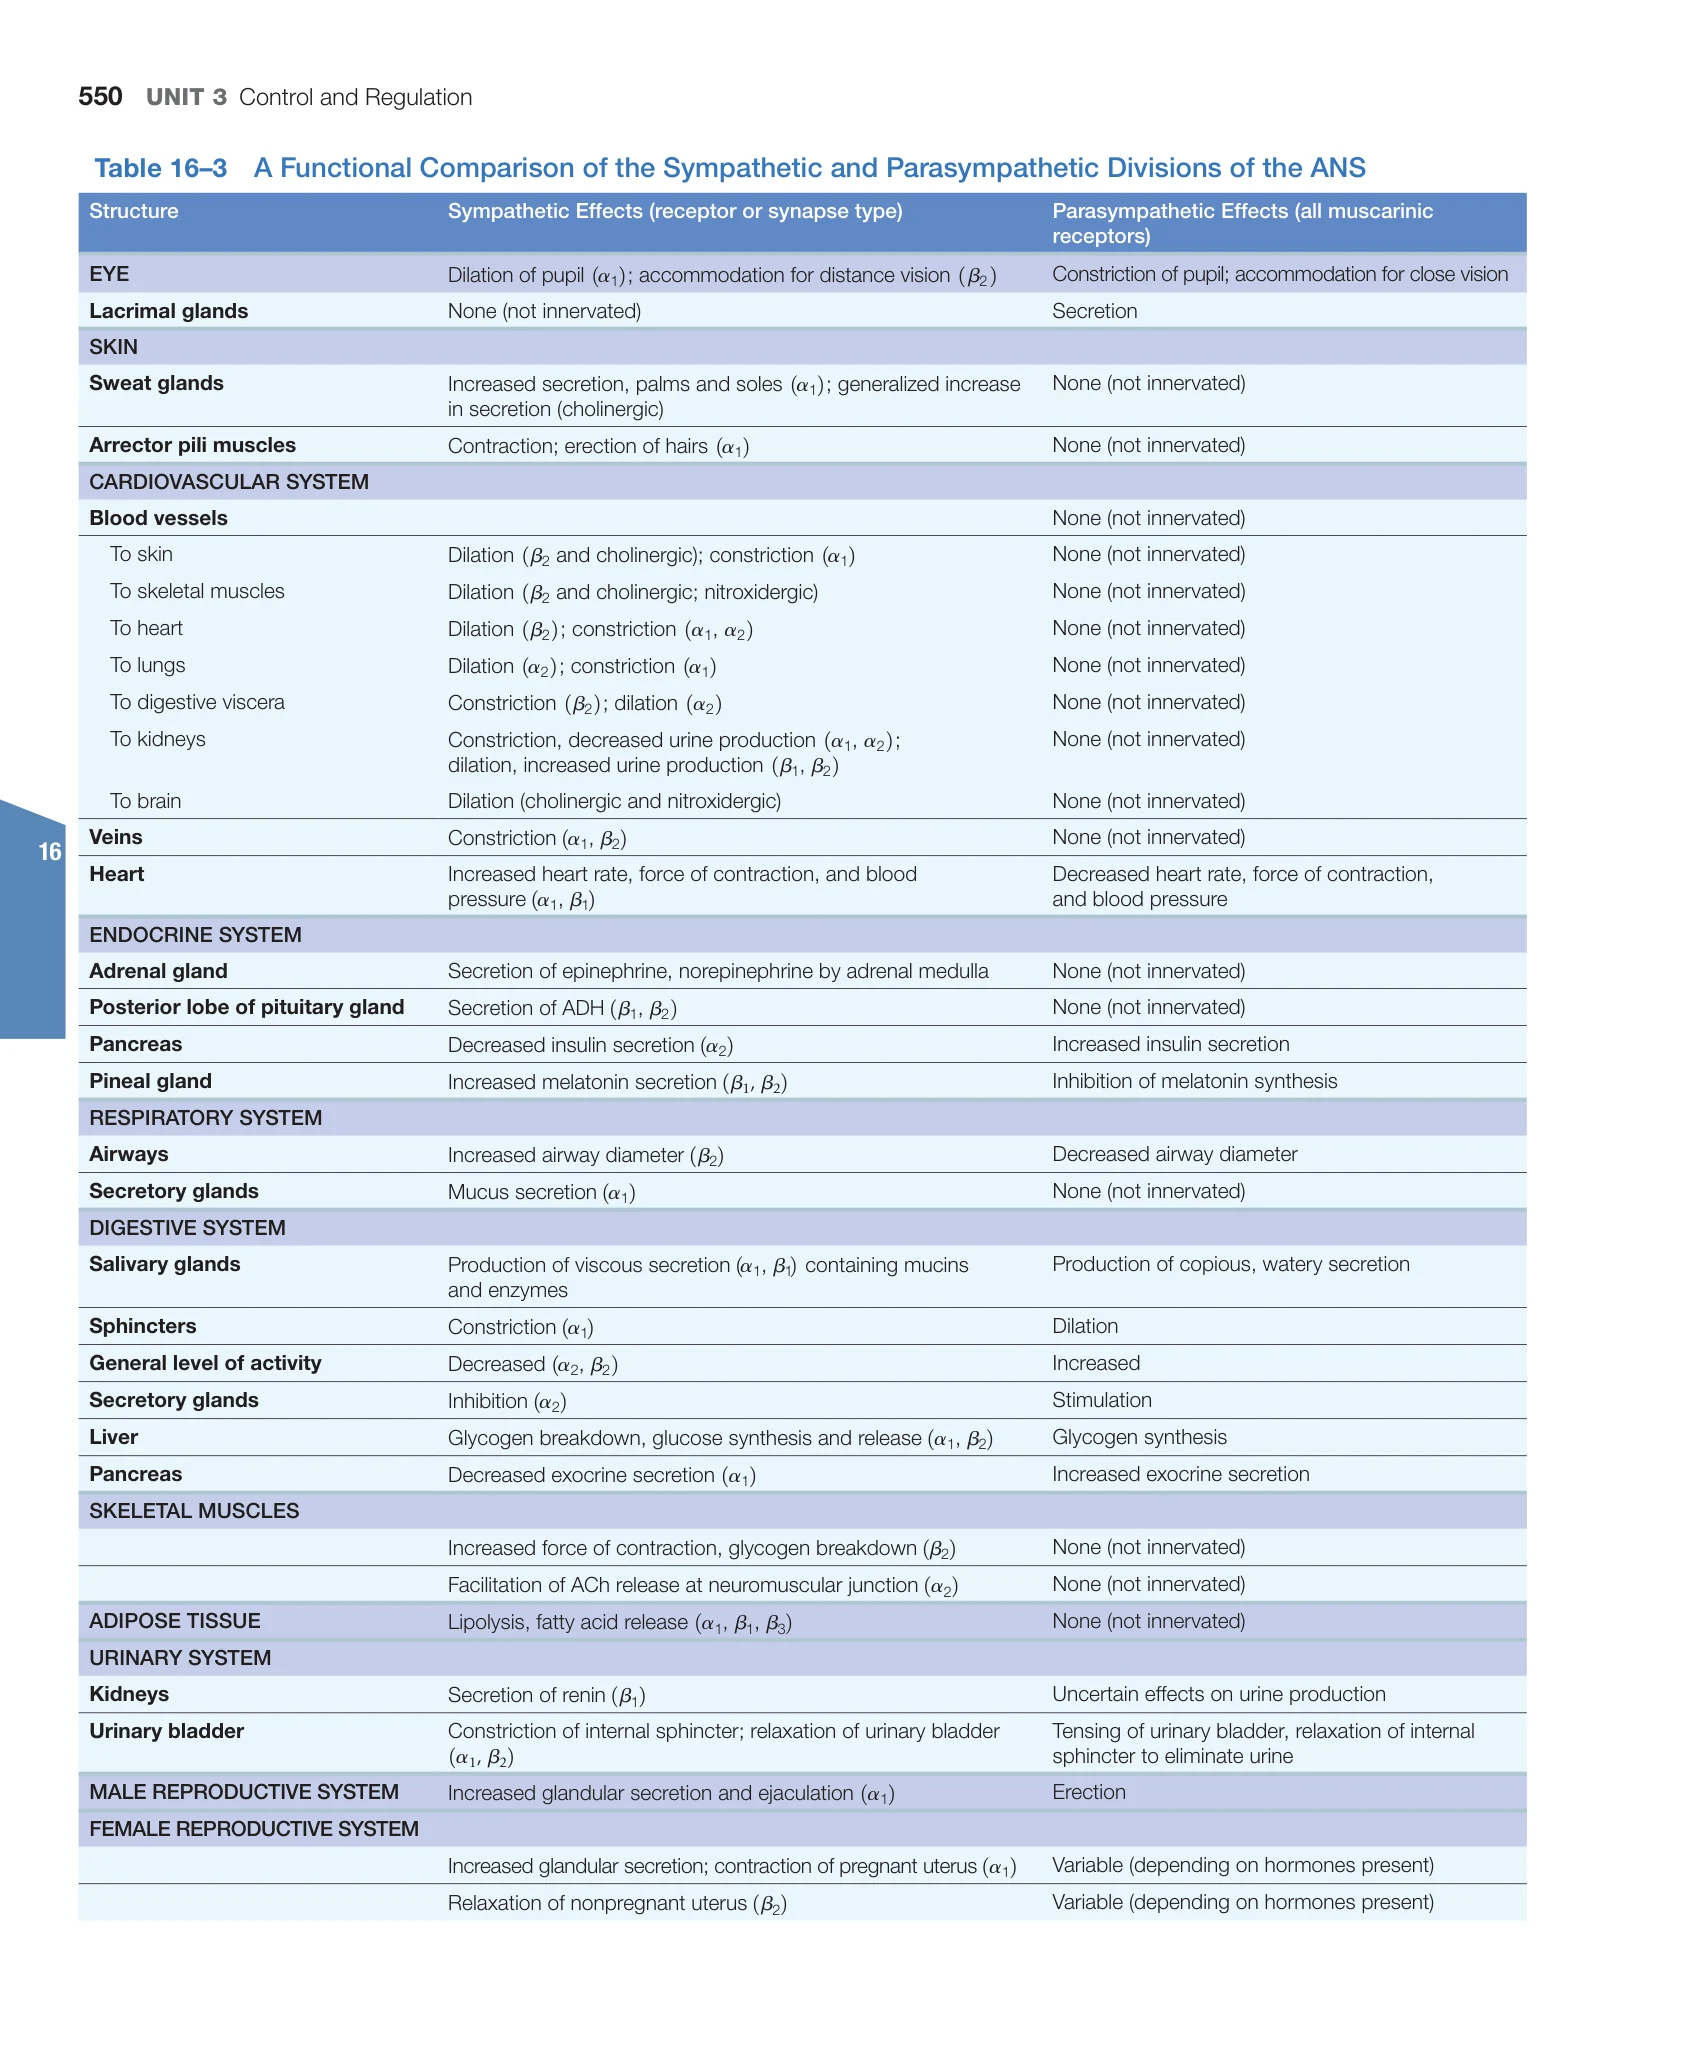 550 UNIT 3 Control and Regulation
Table 16–3 A Functional Comparison of the Sympathetic and Parasympathetic Divisions of the ANS
Structure Sympathetic Effects (receptor or synapse type) Parasympathetic Effects (all muscarinic
receptors)
EYE Dilation of pupil (α₁); accommodation for distance vision (β₂) Constriction of pupil; accommodation for close vision
Lacrimal glands None (not innervated) Secretion
SKIN
Sweat glands Increased secretion, palms and soles (α₁); generalized increase None (not innervated)
in secretion (cholinergic)
Arrector pili muscles Contraction; erection of hairs (α₁) None (not innervated)
CARDIOVASCULAR SYSTEM
Blood vessels None (not innervated)
To skin Dilation (β₂ and cholinergic); constriction (α₁) None (not innervated)
To skeletal muscles Dilation (β₂ and cholinergic; nitroxidergic) None (not innervated)
To heart Dilation (β₂); constriction (α₁, α₂) None (not innervated)
To lungs Dilation (α₂); constriction (α₁) None (not innervated)
To digestive viscera Constriction (β₂); dilation (α₂) None (not innervated)
To kidneys Constriction, decreased urine production (α₁, α₂); None (not innervated)
dilation, increased urine production (β₁, β₂)
To brain Dilation (cholinergic and nitroxidergic) None (not innervated)
Veins Constriction (α₁, β₂) None (not innervated)
16
Heart Increased heart rate, force of contraction, and blood Decreased heart rate, force of contraction,
pressure (α₁, β₁) and blood pressure
ENDOCRINE SYSTEM
Adrenal gland Secretion of epinephrine, norepinephrine by adrenal medulla None (not innervated)
Posterior lobe of pituitary gland Secretion of ADH (β₁, β₂) None (not innervated)
Pancreas Decreased insulin secretion (α₂) Increased insulin secretion
Pineal gland Increased melatonin secretion (β₁, β₂) Inhibition of melatonin synthesis
RESPIRATORY SYSTEM
Airways Increased airway diameter (β₂) Decreased airway diameter
Secretory glands Mucus secretion (α₁) None (not innervated)
DIGESTIVE SYSTEM
Salivary glands Production of viscous secretion (α₁, β₁) containing mucins Production of copious, watery secretion
and enzymes
Sphincters Constriction (α₁) Dilation
General level of activity Decreased (α₂, β₂) Increased
Secretory glands Inhibition (α₂) Stimulation
Liver Glycogen breakdown, glucose synthesis and release (α₁, β₂) Glycogen synthesis
Pancreas Decreased exocrine secretion (α₁) Increased exocrine secretion
SKELETAL MUSCLES
Increased force of contraction, glycogen breakdown (β₂) None (not innervated)
Facilitation of ACh release at neuromuscular junction (α₂) None (not innervated)
ADIPOSE TISSUE Lipolysis, fatty acid release (α₁, β₁, β₃) None (not innervated)
URINARY SYSTEM
Kidneys Secretion of renin (β₁) Uncertain effects on urine production
Urinary bladder Constriction of internal sphincter; relaxation of urinary bladder Tensing of urinary bladder, relaxation of internal
(α₁, β₂) sphincter to eliminate urine
MALE REPRODUCTIVE SYSTEM Increased glandular secretion and ejaculation (α₁) Erection
FEMALE REPRODUCTIVE SYSTEM
Increased glandular secretion; contraction of pregnant uterus (α₁) Variable (depending on hormones present)
Relaxation of nonpregnant uterus (β₂) Variable (depending on hormones present)